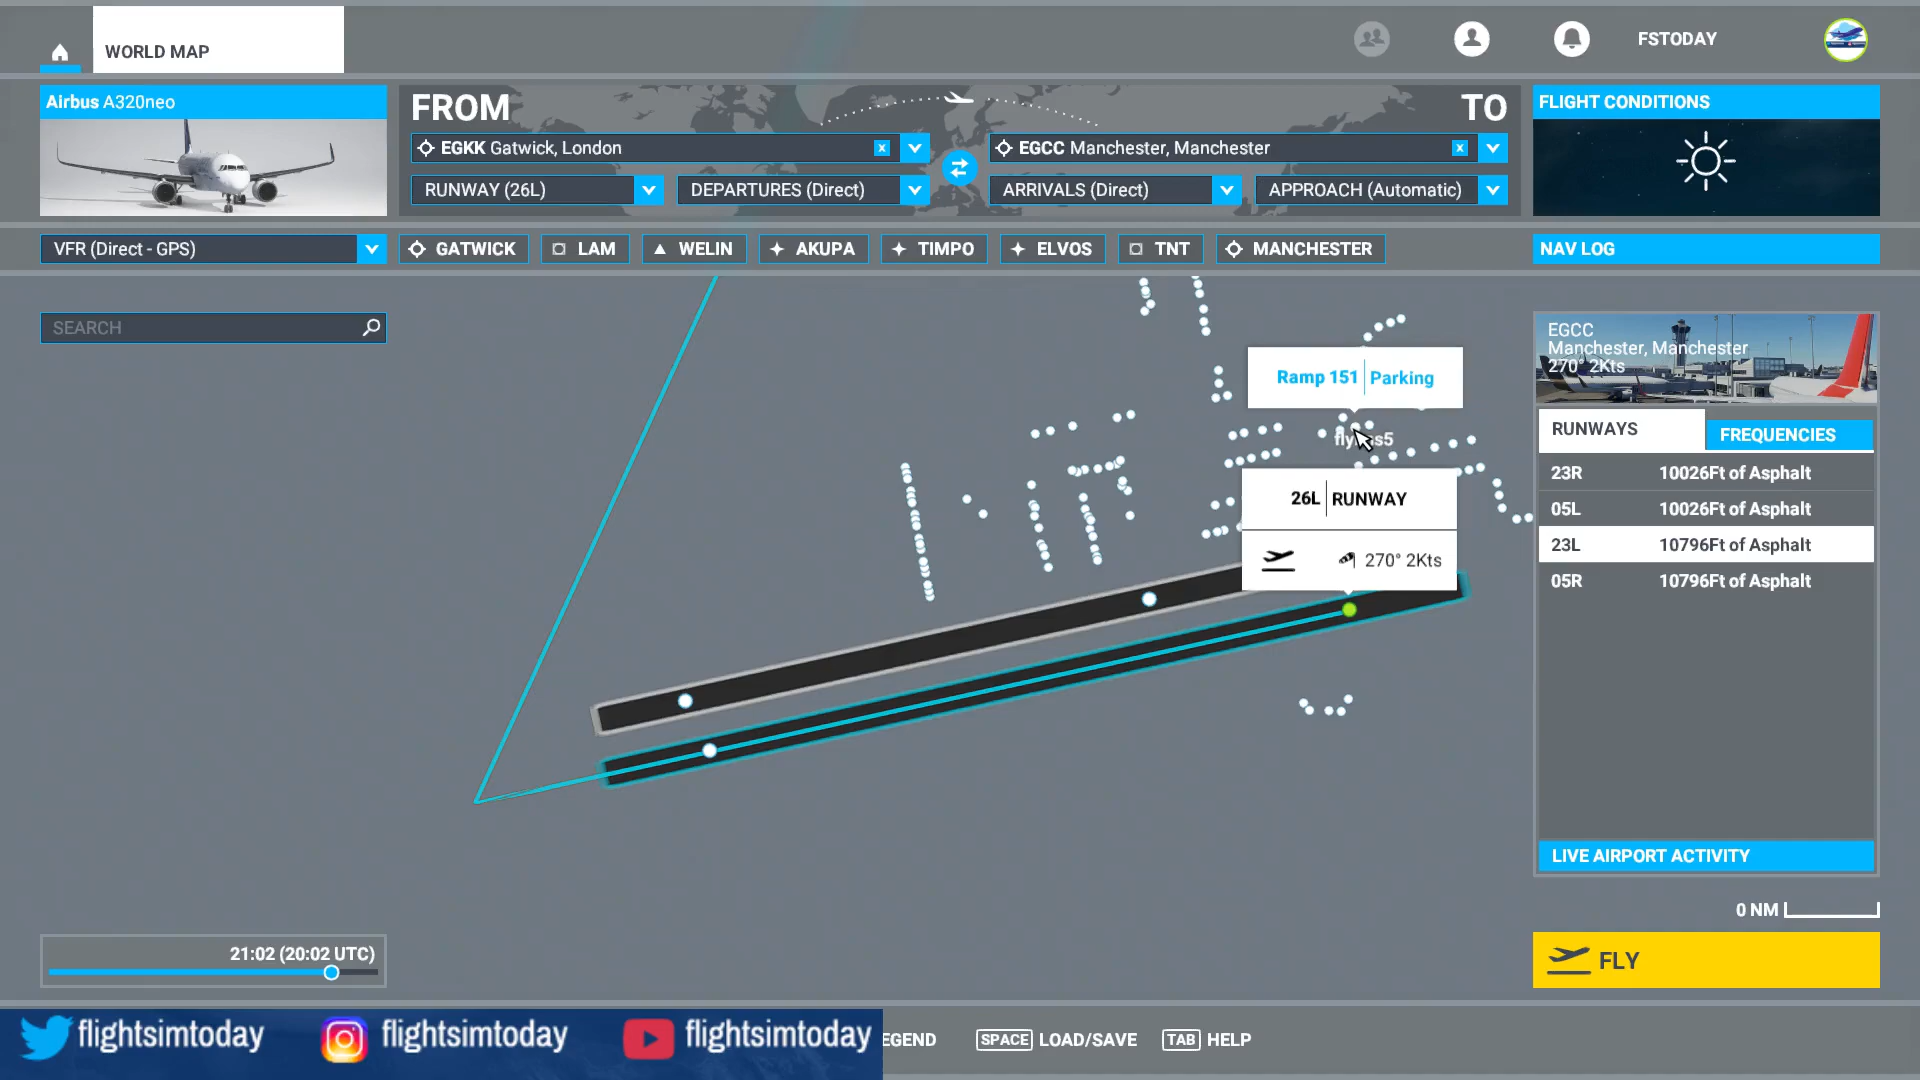 WORLD MAP
FSTODAY
Airbus A320neo
FROM
TO
EGKK Gatwick, London
EGCC Manchester, Manchester
RUNWAY (26L)
DEPARTURES (Direct)
ARRIVALS (Direct)
APPROACH (Automatic)
FLIGHT CONDITIONS
VFR (Direct - GPS)
GATWICK
LAM
WELIN
AKUPA
TIMPO
ELVOS
TNT
MANCHESTER
NAV LOG
SEARCH
Ramp 151 Parking
26L RUNWAY
270° 2Kts
EGCC
Manchester, Manchester
270° 2Kts
RUNWAYS
FREQUENCIES
23R 10026Ft of Asphalt
05L 10026Ft of Asphalt
23L 10796Ft of Asphalt
05R 10796Ft of Asphalt
LIVE AIRPORT ACTIVITY
0 NM
21:02 (20:02 UTC)
FLY
flightsimtoday
flightsimtoday
flightsimtoday
EGEND
SPACE LOAD/SAVE
TAB HELP